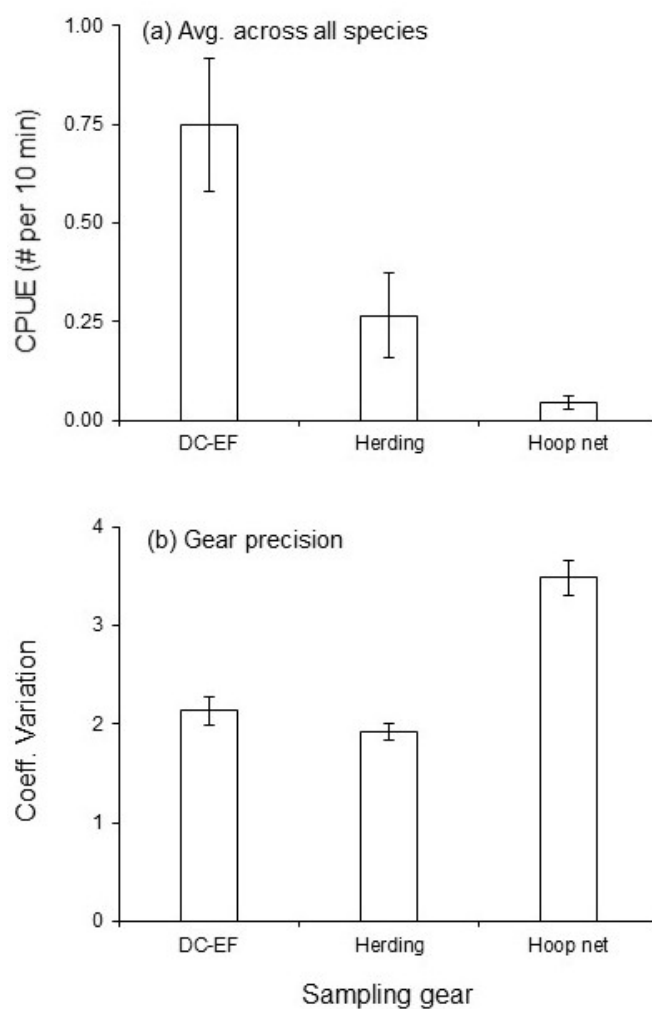 (a) Avg. across all species
CPUE (# per 10 min)
1.00
0.75
0.50
0.25
0.00
DC-EF Herding Hoop net
(b) Gear precision
Coeff. Variation
4
3
2
1
0
DC-EF Herding Hoop net
Sampling gear